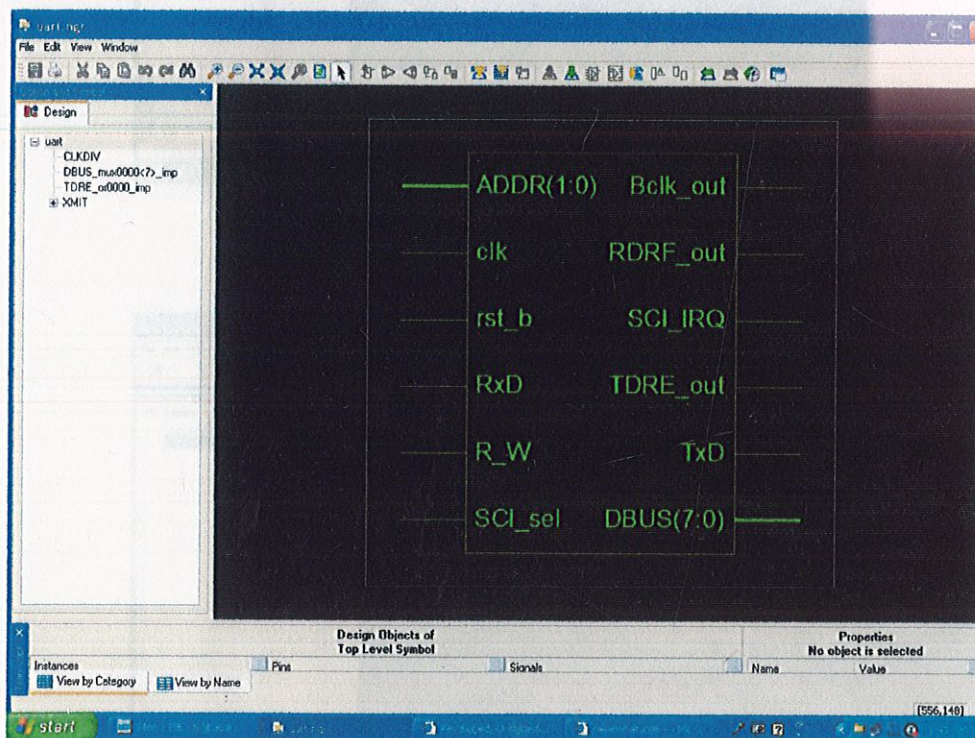 uart.ngr
File Edit View Window
Design
uart
CLKDIV
DBUS_mux0000<7>_imp
TDRE_or0000_imp
XMIT
ADDR(1:0) Bclk_out
clk RDRF_out
rst_b SCI_IRQ
RxD TDRE_out
R_W TxD
SCI_sel DBUS(7:0)
Design Objects of
Top Level Symbol
Properties
No object is selected
Instances Pins Signals Name Value
View by Category View by Name
[556,148]
start